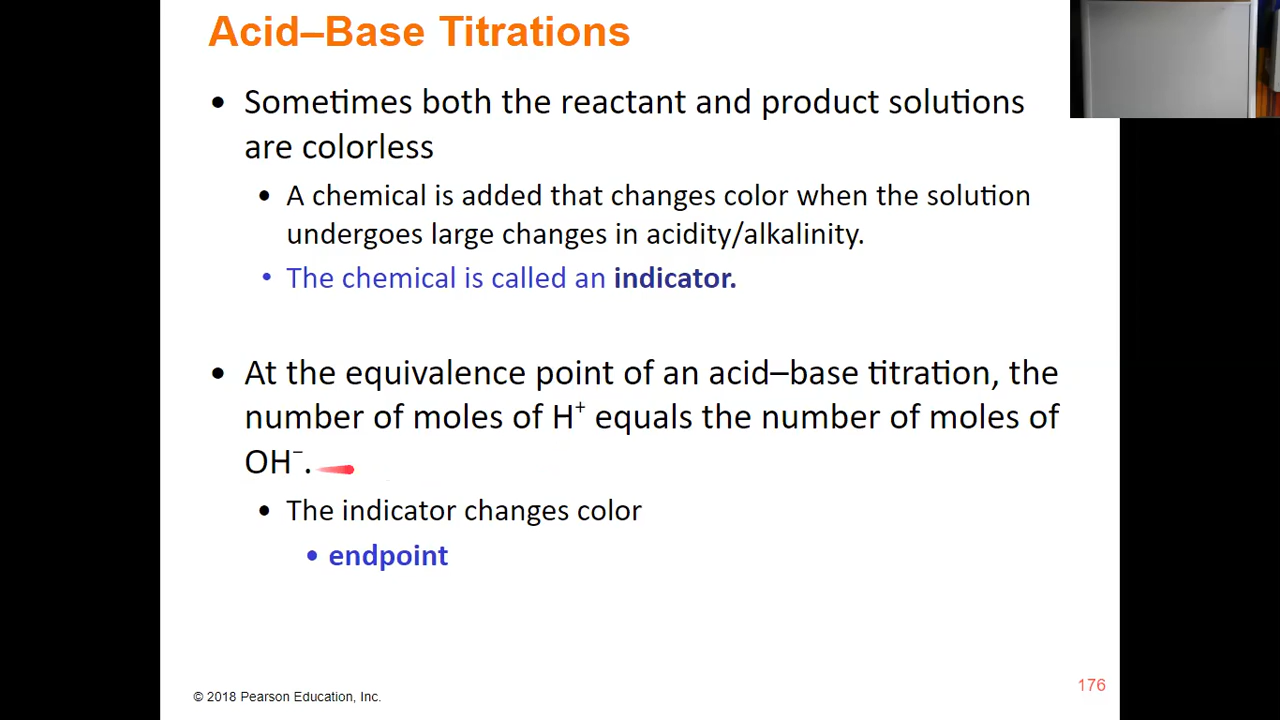 Acid–Base Titrations
• Sometimes both the reactant and product solutions
are colorless
• A chemical is added that changes color when the solution
undergoes large changes in acidity/alkalinity.
• The chemical is called an indicator.
• At the equivalence point of an acid–base titration, the
number of moles of H⁺ equals the number of moles of
OH⁻.
• The indicator changes color
• endpoint
176
© 2018 Pearson Education, Inc.